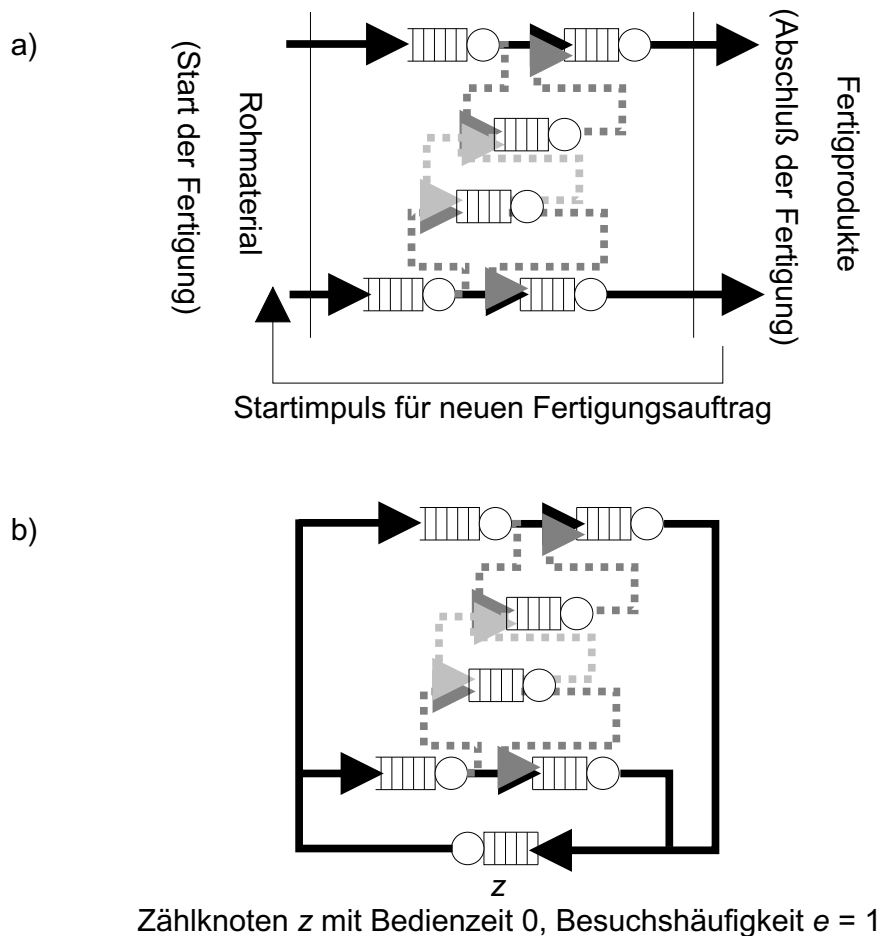 a)
(Start der Fertigung)
Rohmaterial
Fertigprodukte
(Abschluß der Fertigung)
Startimpuls für neuen Fertigungsauftrag
b)
z
Zählknoten z mit Bedienzeit 0, Besuchshäufigkeit e = 1